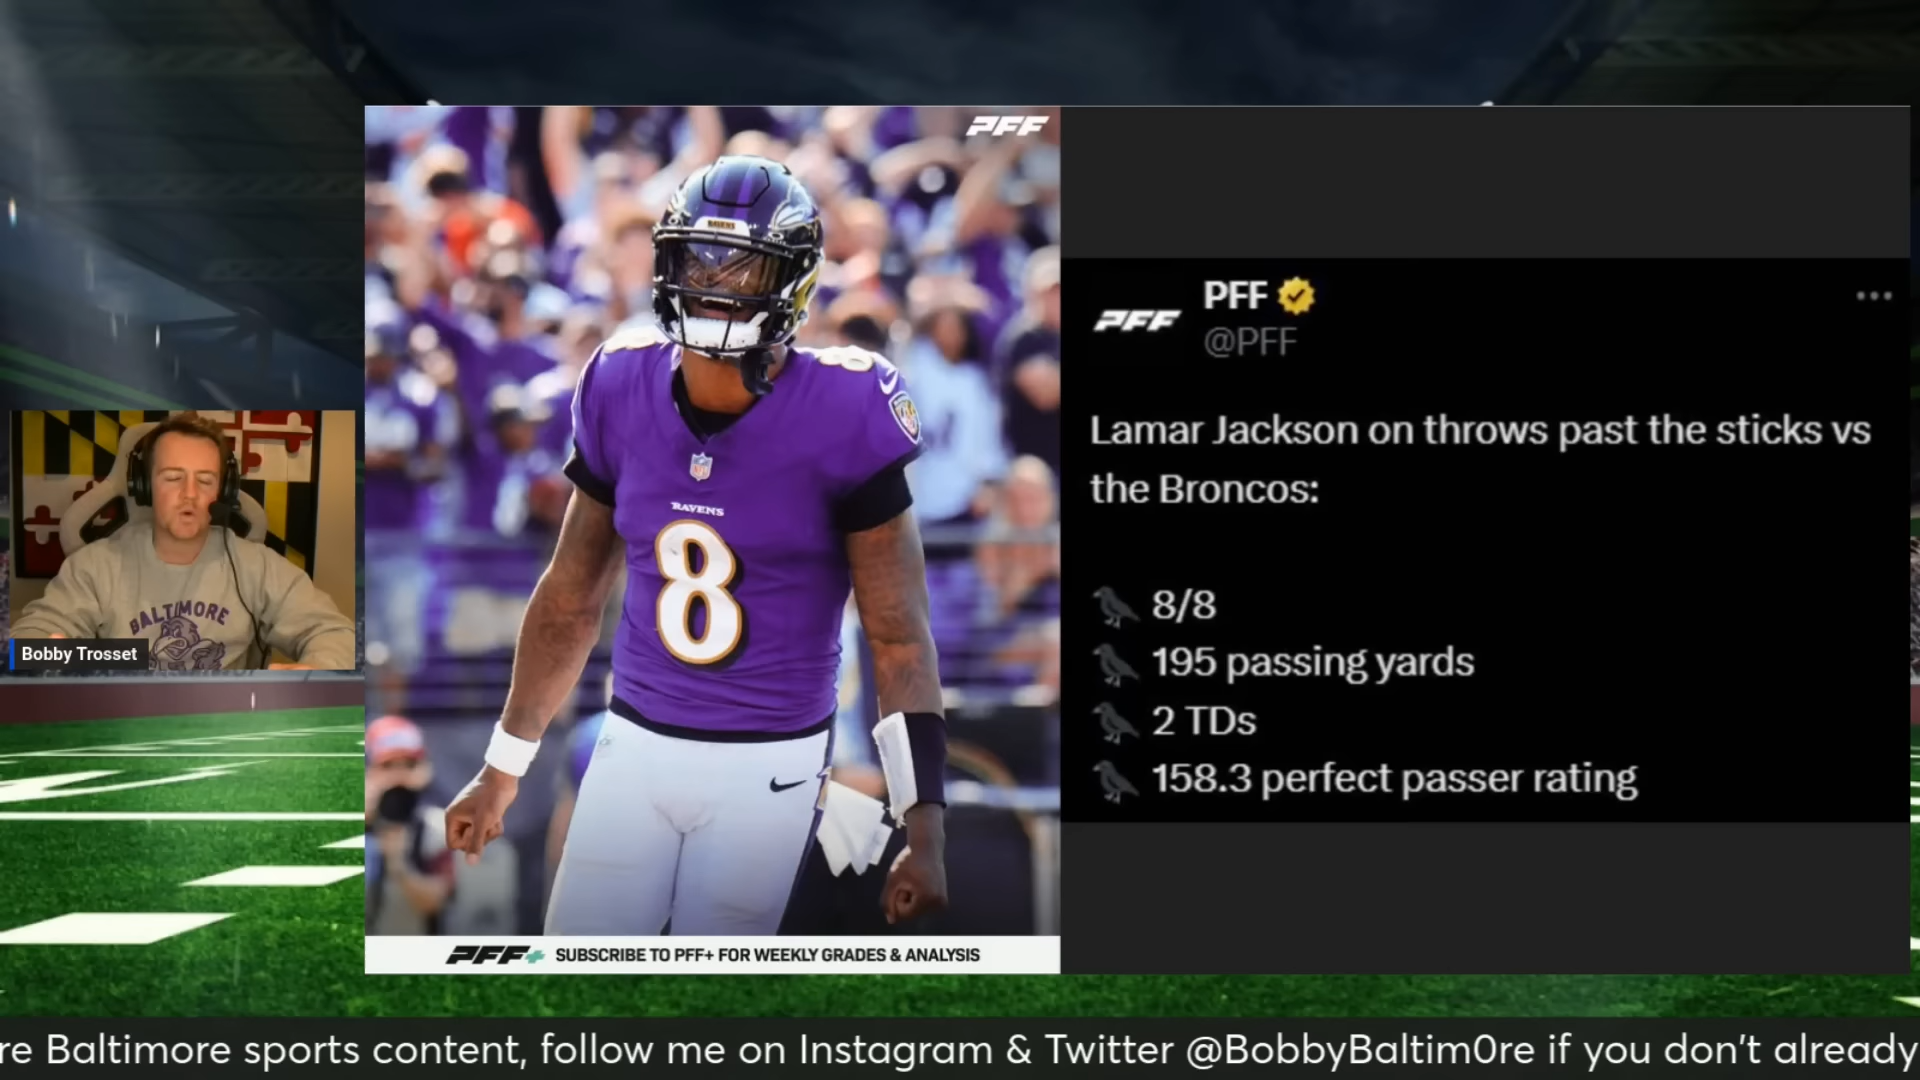 PFF
RAVENS
8
8
PFF
PFF
@PFF
Lamar Jackson on throws past the sticks vs
the Broncos:
8/8
195 passing yards
2 TDs
158.3 perfect passer rating
BALTIMORE
Bobby Trosset
PFF+ SUBSCRIBE TO PFF+ FOR WEEKLY GRADES & ANALYSIS
re Baltimore sports content, follow me on Instagram & Twitter @BobbyBaltim0re if you don't already